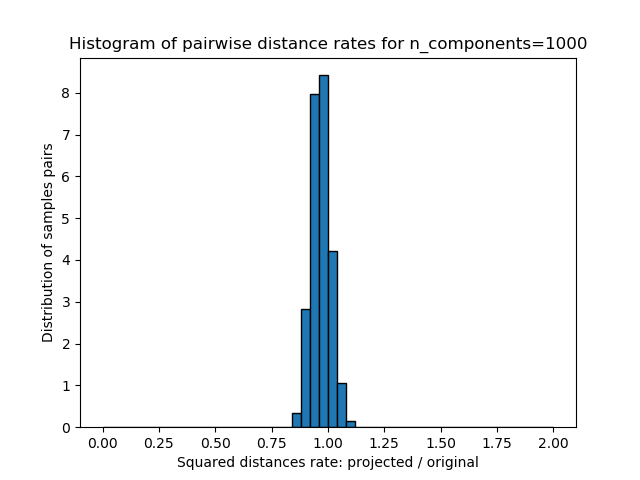 Histogram of pairwise distance rates for n_components=1000
Distribution of samples pairs
8
7
6
5
4
3
2
1
0
0.00 0.25 0.50 0.75 1.00 1.25 1.50 1.75 2.00
Squared distances rate: projected / original